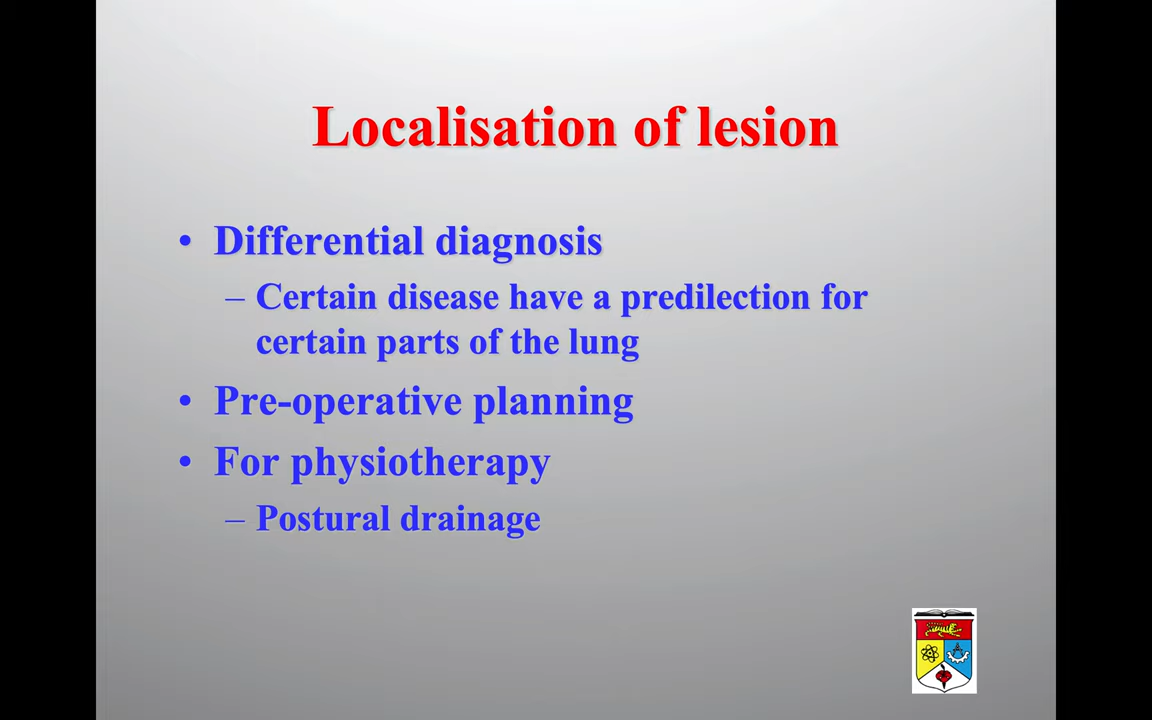 Localisation of lesion
• Differential diagnosis
– Certain disease have a predilection for
certain parts of the lung
• Pre-operative planning
• For physiotherapy
– Postural drainage